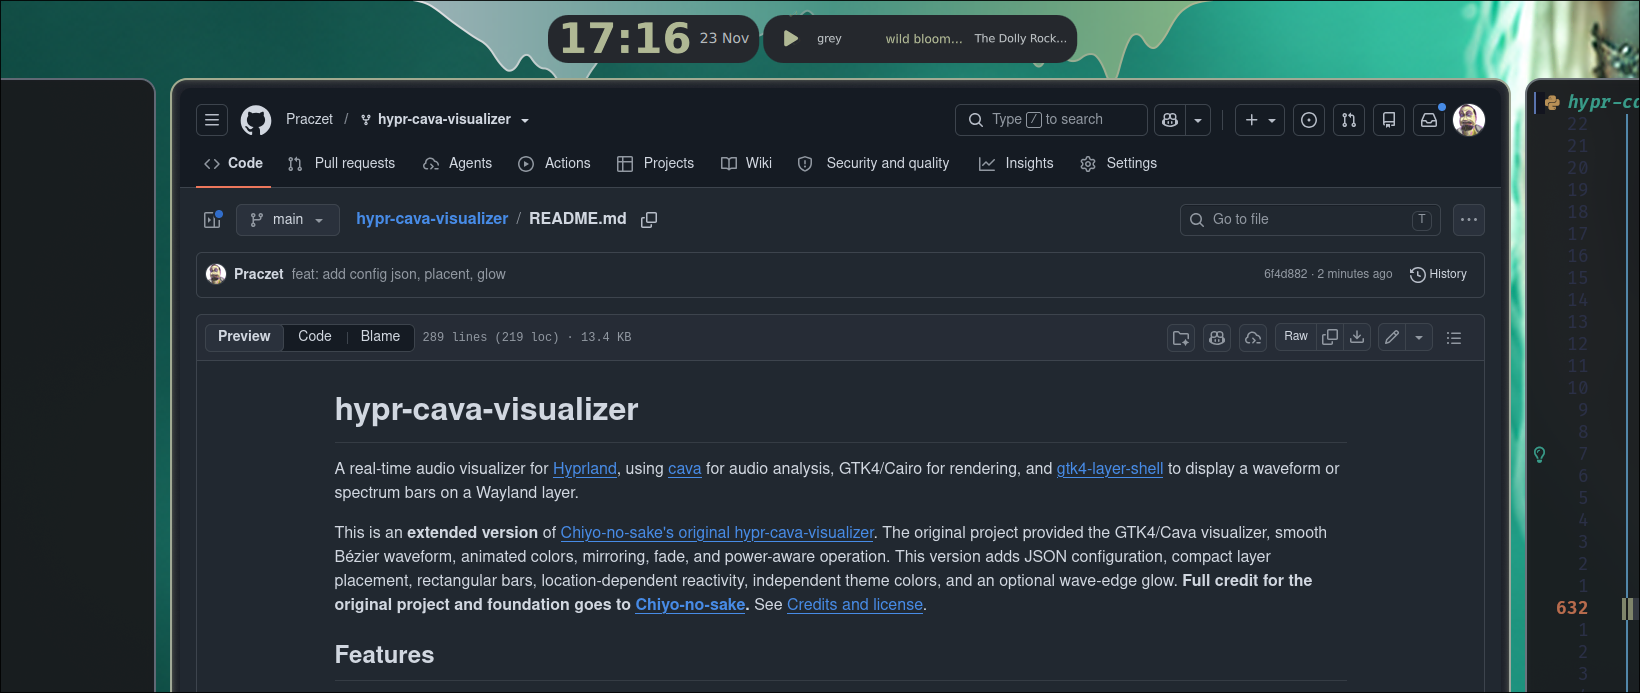 17:16 23 Nov grey wild bloom... The Dolly Rock...
Praczet / hypr-cava-visualizer Type / to search
Code Pull requests Agents Actions Projects Wiki Security and quality Insights Settings
main hypr-cava-visualizer / README.md Go to file T
Praczet feat: add config json, placent, glow 6f4d882 · 2 minutes ago History
Preview Code Blame 289 lines (219 loc) · 13.4 KB Raw
hypr-cava-visualizer
A real-time audio visualizer for Hyprland, using cava for audio analysis, GTK4/Cairo for rendering, and gtk4-layer-shell to display a waveform or
spectrum bars on a Wayland layer.
This is an extended version of Chiyo-no-sake's original hypr-cava-visualizer. The original project provided the GTK4/Cava visualizer, smooth
Bézier waveform, animated colors, mirroring, fade, and power-aware operation. This version adds JSON configuration, compact layer
placement, rectangular bars, location-dependent reactivity, independent theme colors, and an optional wave-edge glow. Full credit for the
original project and foundation goes to Chiyo-no-sake. See Credits and license.
Features
hypr-c
22
21
20
19
18
17
16
15
14
13
12
11
10
9
8
7
6
5
4
3
2
1
632
1
2
3